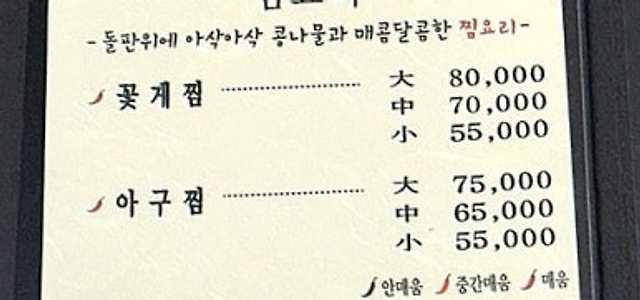 -돌판위에 아삭아삭 콩나물과 매콤달콤한 찜요리-
꽃게찜 大 80,000
中 70,000
小 55,000
아구찜 大 75,000
中 65,000
小 55,000
안매움 중간매움 매움